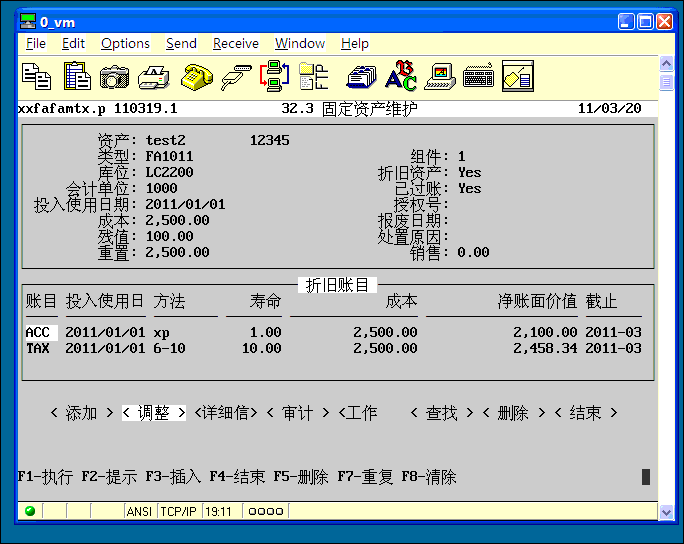 0_vm
File Edit Options Send Receive Window Help
xxfafamtx.p 110319.1 32.3 固定资产维护 11/03/20
资产: test2 12345
类型: FA1011 组件: 1
库位: LC2200 折旧资产: Yes
会计单位: 1000 已过账: Yes
投入使用日期: 2011/01/01 授权号:
成本: 2,500.00 报废日期:
残值: 100.00 处置原因:
重置: 2,500.00 销售: 0.00
折旧账目
账目 投入使用日 方法 寿命 成本 净账面价值 截止
ACC 2011/01/01 xp 1.00 2,500.00 2,100.00 2011-03
TAX 2011/01/01 6-10 10.00 2,500.00 2,458.34 2011-03
< 添加 > < 调整 > <详细信> < 审计 > <工作 < 查找 > < 删除 > < 结束 >
F1-执行 F2-提示 F3-插入 F4-结束 F5-删除 F7-重复 F8-清除
ANSI TCP/IP 19:11